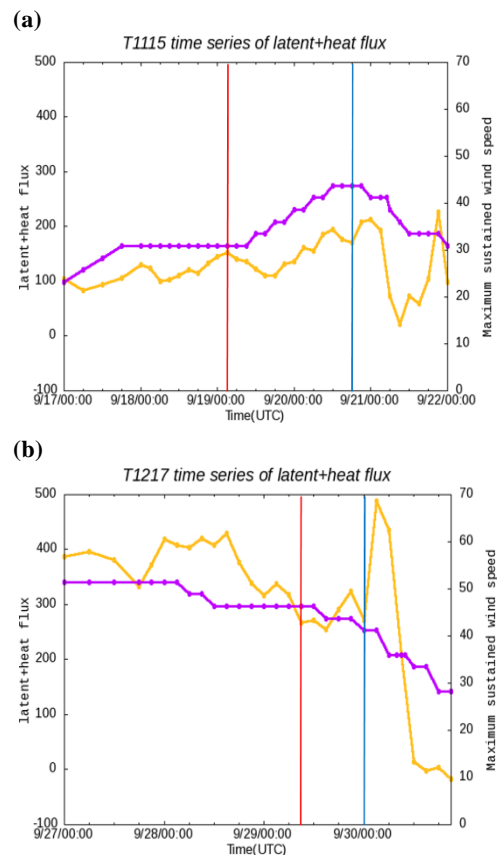 (a)
T1115 time series of latent+heat flux
500
400
300
200
100
0
-100
latent+heat flux
70
60
50
40
30
20
10
0
Maximum sustained wind speed
9/17/00:00 9/18/00:00 9/19/00:00 9/20/00:00 9/21/00:00 9/22/00:00
Time(UTC)
(b)
T1217 time series of latent+heat flux
500
400
300
200
100
0
-100
latent+heat flux
70
60
50
40
30
20
10
0
Maximum sustained wind speed
9/27/00:00 9/28/00:00 9/29/00:00 9/30/00:00
Time(UTC)